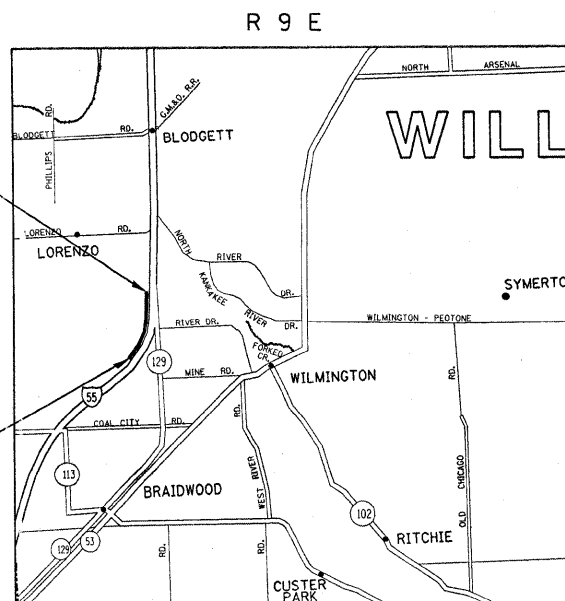 R 9 E
NORTH ARSENAL
WILL
G.M.&O. R.R.
BLODGETT RD.
BLODGETT
PHILLIPS RD.
LORENZO RD.
LORENZO
NORTH RIVER DR.
KANKAKEE RIVER DR.
SYMERTO
RIVER DR.
WILMINGTON - PEOTONE
FORKED CR.
129
MINE RD.
WILMINGTON
55
COAL CITY RD.
RD.
WEST RIVER
RD.
OLD CHICAGO
113
BRAIDWOOD
102
RITCHIE
129
53
RD.
RD.
CUSTER
PARK